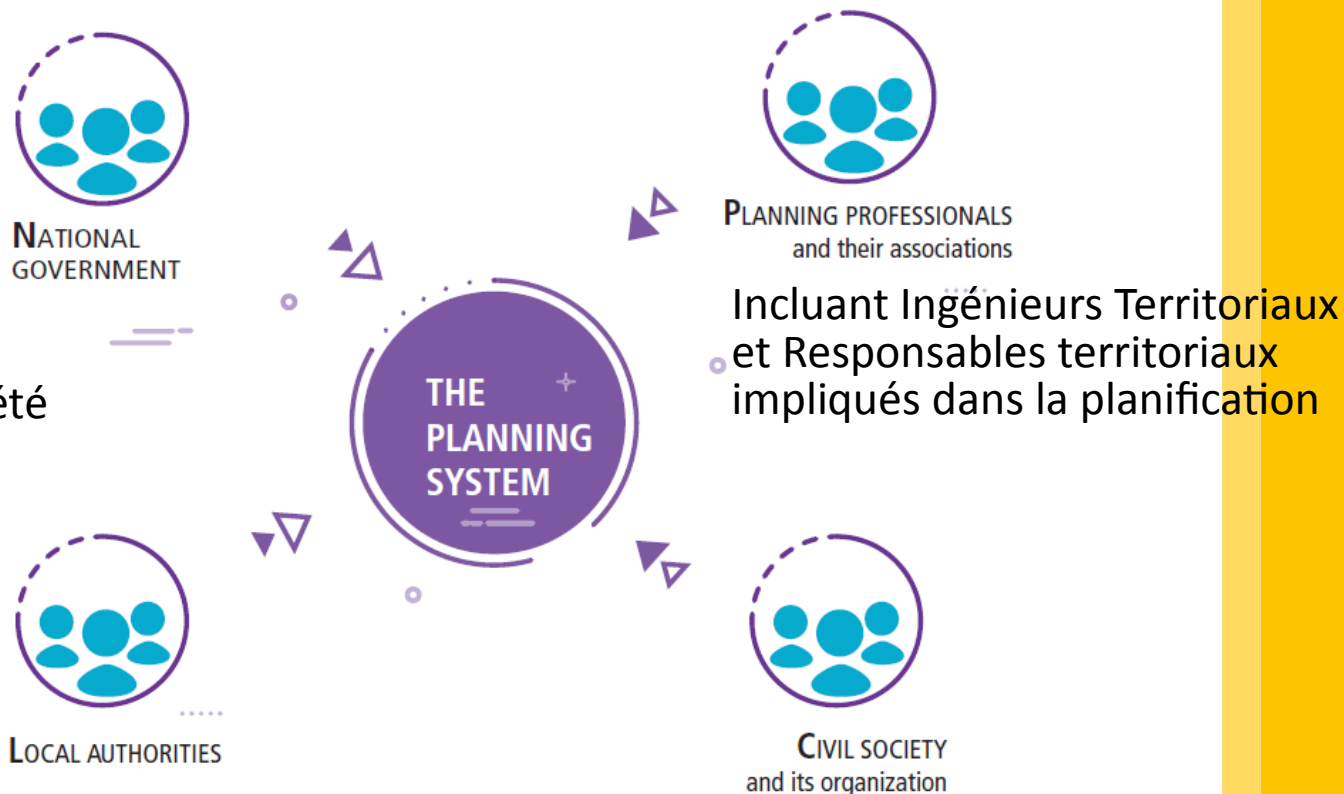 NATIONAL
GOVERNMENT
PLANNING PROFESSIONALS
and their associations
Incluant Ingénieurs Territoriaux
et Responsables territoriaux
impliqués dans la planification
été
THE
PLANNING
SYSTEM
LOCAL AUTHORITIES
CIVIL SOCIETY
and its organization